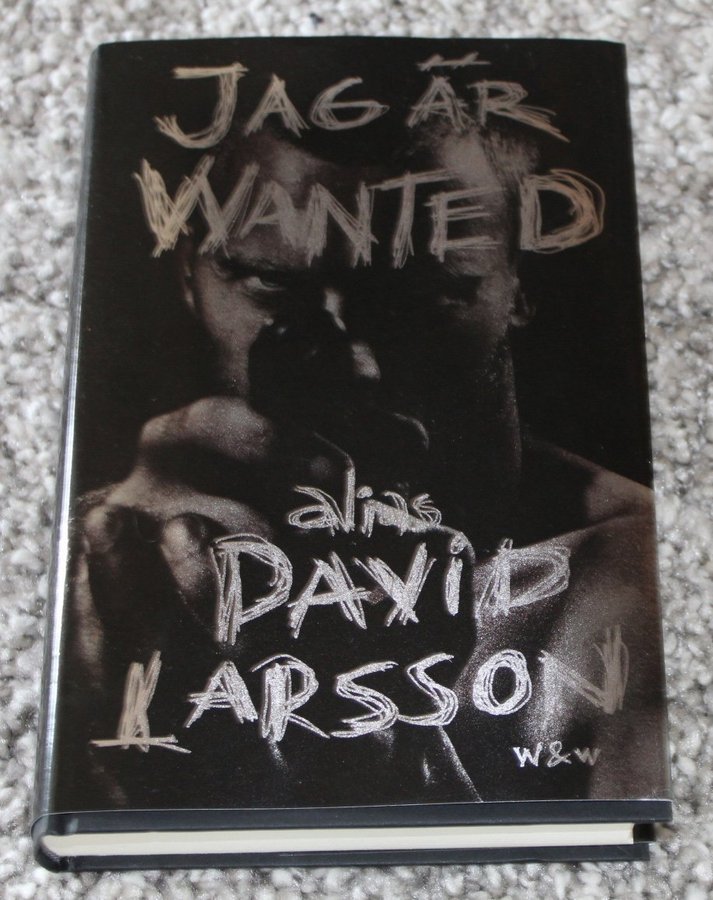 JAG ÄR
WANTED
alias
DAViD
LARSSON
W&W